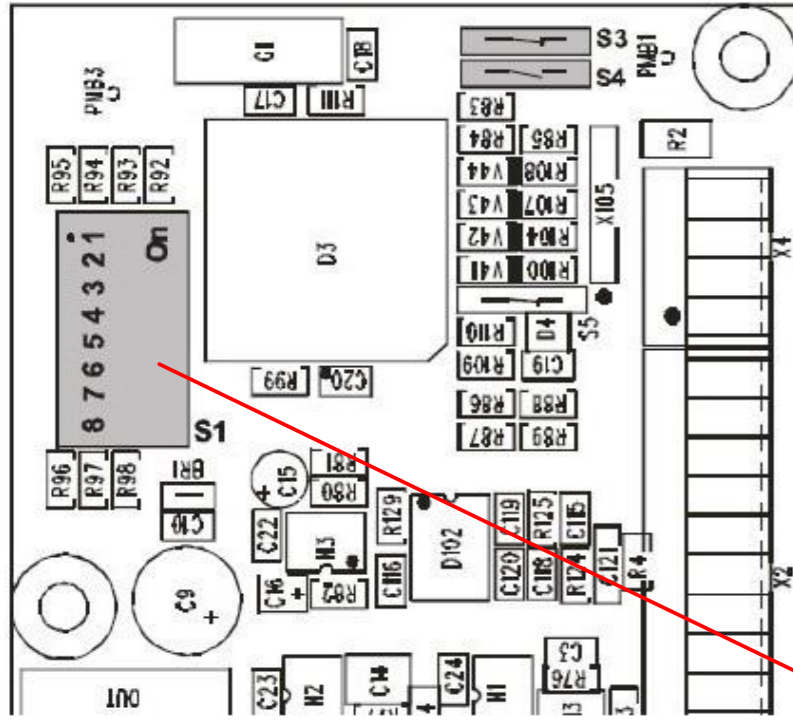 G1
C18
S3
S4
PMB1
PMB3
C17
R111
R83
R84
R85
R2
R95
R94
R93
R92
V44
R108
V43
R107
X105
V42
R104
V41
R100
X4
1
2
3
4
5
6
7
8
On
S1
D3
R110
D4
S5
R109
C19
R99
C20
R86
R88
R87
R89
R96
R97
R98
BR1
C10
C15
R81
R80
R129
C22
N3
D102
C119
R125
C115
C116
C120
C118
R124
C121
R4
X2
C16
R82
C9
OUT
C23
N2
C14
C24
N1
C3
R76